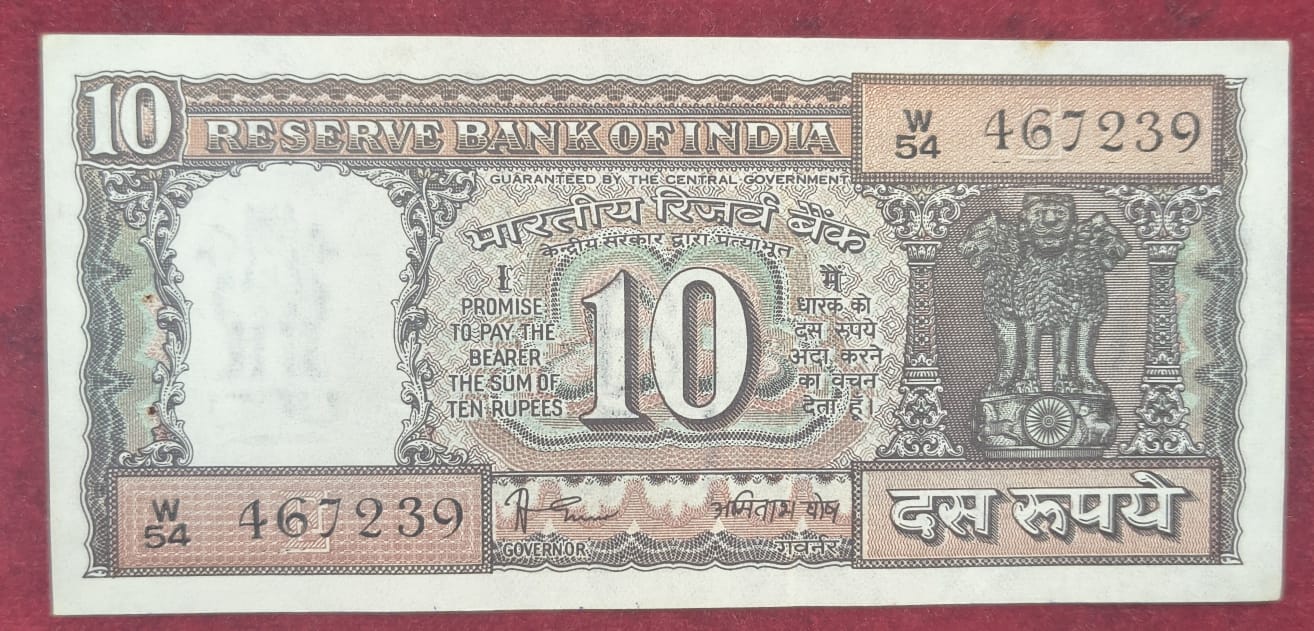 10
RESERVE BANK OF INDIA
W
54 467239
GUARANTEED BY THE CENTRAL GOVERNMENT
भारतीय रिज़र्व बैंक
केन्द्रीय सरकार द्वारा प्रत्याभूत
I
PROMISE
TO PAY THE
BEARER
THE SUM OF
TEN RUPEES
10
मैं
धारक को
दस रुपये
अदा करने
का वचन
देता हूँ।
W
54 467239
अमिताभ घोष
GOVERNOR
गवर्नर
दस रूपये